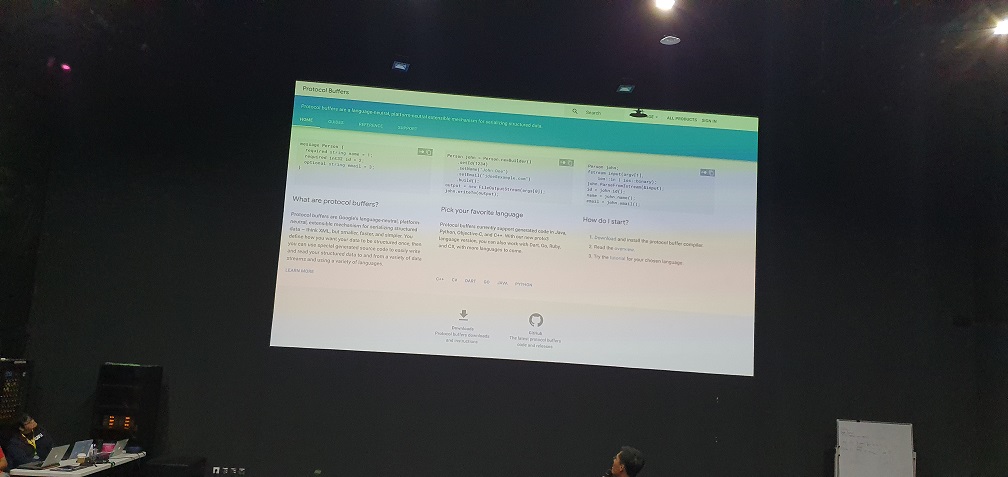 Protocol Buffers
Search
ALL PRODUCTS SIGN IN
Protocol buffers are a language-neutral, platform-neutral extensible mechanism for serializing structured data.
HOME GUIDES REFERENCE SUPPORT
message Person {
required string name = 1;
required int32 id = 2;
optional string email = 3;
}
Person john = Person.newBuilder()
.setId(1234)
.setName("John Doe")
.setEmail("jdoe@example.com")
.build();
output = new FileOutputStream(args[0]);
john.writeTo(output);
Person john;
fstream input(argv[1],
ios::in | ios::binary);
john.ParseFromIstream(&input);
id = john.id();
name = john.name();
email = john.email();
What are protocol buffers?
Protocol buffers are Google's language-neutral, platform-
neutral, extensible mechanism for serializing structured
data – think XML, but smaller, faster, and simpler. You
define how you want your data to be structured once, then
you can use special generated source code to easily write
and read your structured data to and from a variety of data
streams and using a variety of languages.
LEARN MORE
Pick your favorite language
Protocol buffers currently support generated code in Java,
Python, Objective-C, and C++. With our new proto3
language version, you can also work with Dart, Go, Ruby,
and C#, with more languages to come.
How do I start?
1. Download and install the protocol buffer compiler.
2. Read the overview.
3. Try the tutorial for your chosen language.
C++ C# DART GO JAVA PYTHON
Downloads
Protocol buffers downloads
and instructions
GitHub
The latest protocol buffers
code and releases